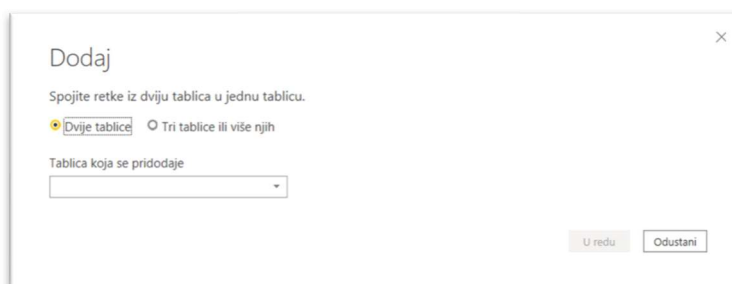 Dodaj
Spojite retke iz dviju tablica u jednu tablicu.
Dvije tablice Tri tablice ili više njih
Tablica koja se pridodaje
U redu Odustani